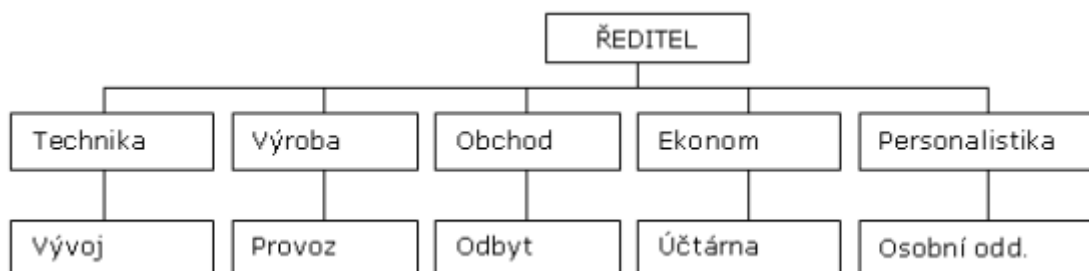 ŘEDITEL
Technika
Výroba
Obchod
Ekonom
Personalistika
Vývoj
Provoz
Odbyt
Účtárna
Osobní odd.